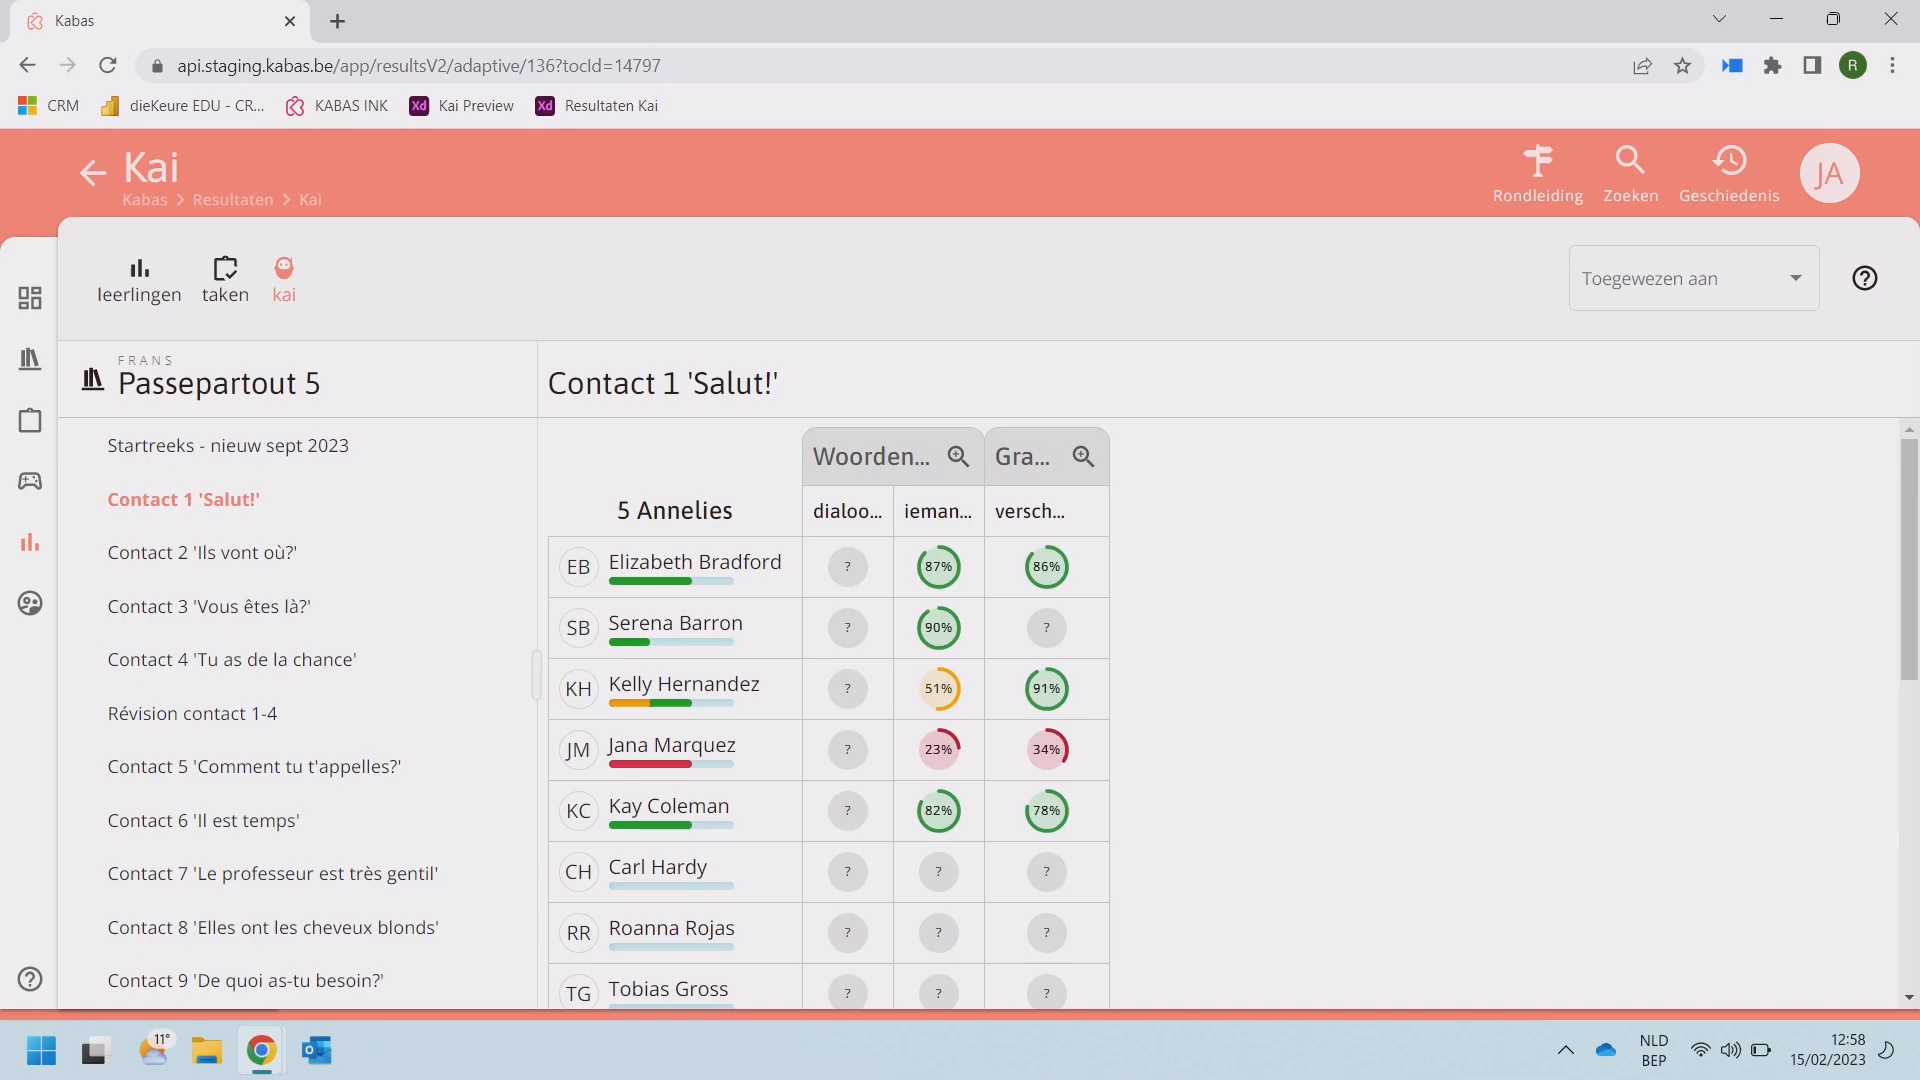 Kabas
api.staging.kabas.be/app/resultsV2/adaptive/136?tocId=14797
R
CRM
dieKeure EDU - CR...
KABAS INK
Xd Kai Preview
Xd Resultaten Kai
Kai
Kabas > Resultaten > Kai
Rondleiding
Zoeken
Geschiedenis
JA
leerlingen
taken
kai
Toegewezen aan
FRANS
Passepartout 5
Contact 1 'Salut!'
Startreeks - nieuw sept 2023
Contact 1 'Salut!'
Contact 2 'Ils vont où?'
Contact 3 'Vous êtes là?'
Contact 4 'Tu as de la chance'
Révision contact 1-4
Contact 5 'Comment tu t'appelles?'
Contact 6 'Il est temps'
Contact 7 'Le professeur est très gentil'
Contact 8 'Elles ont les cheveux blonds'
Contact 9 'De quoi as-tu besoin?'
Woorden... Gra...
5 Annelies dialoo... ieman... versch...
EB Elizabeth Bradford ? 87% 86%
SB Serena Barron ? 90% ?
KH Kelly Hernandez ? 51% 91%
JM Jana Marquez ? 23% 34%
KC Kay Coleman ? 82% 78%
CH Carl Hardy ? ? ?
RR Roanna Rojas ? ? ?
TG Tobias Gross ? ? ?
11°
NLD
BEP
12:58
15/02/2023